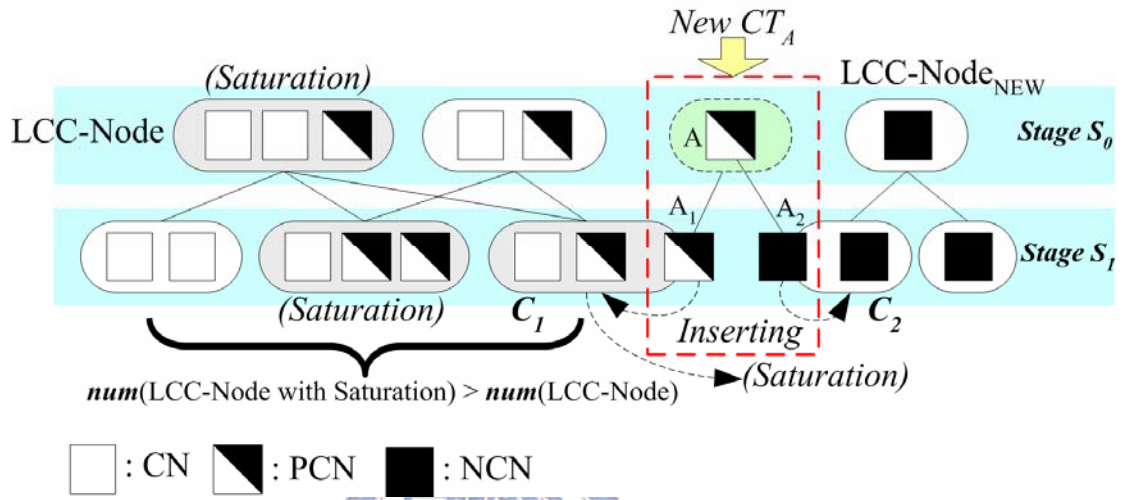 New CT_A
(Saturation)
LCC-Node_NEW
LCC-Node
A
Stage S_0
A_1
A_2
Stage S_1
(Saturation)
C_1
C_2
Inserting
(Saturation)
num(LCC-Node with Saturation) > num(LCC-Node)
: CN
: PCN
: NCN